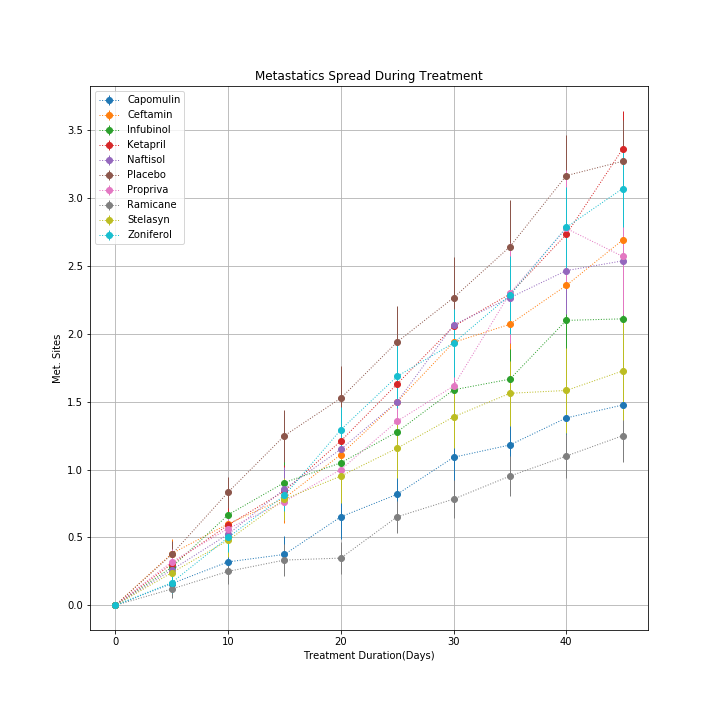 Metastatics Spread During Treatment
Capomulin
Ceftamin
Infubinol
Ketapril
Naftisol
Placebo
Propriva
Ramicane
Stelasyn
Zoniferol
Met. Sites
3.5
3.0
2.5
2.0
1.5
1.0
0.5
0.0
0 10 20 30 40
Treatment Duration(Days)